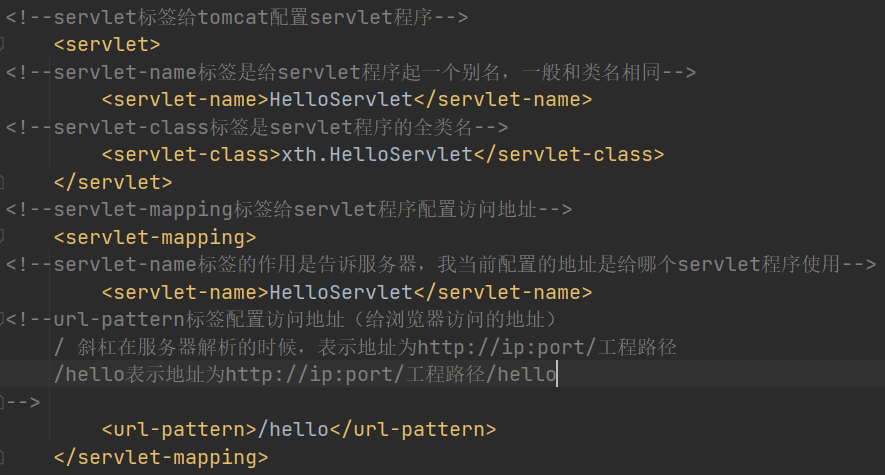 <!--servlet标签给tomcat配置servlet程序-->
<servlet>
<!--servlet-name标签是给servlet程序起一个别名，一般和类名相同-->
<servlet-name>HelloServlet</servlet-name>
<!--servlet-class标签是servlet程序的全类名-->
<servlet-class>xth.HelloServlet</servlet-class>
</servlet>
<!--servlet-mapping标签给servlet程序配置访问地址-->
<servlet-mapping>
<!--servlet-name标签的作用是告诉服务器，我当前配置的地址是给哪个servlet程序使用-->
<servlet-name>HelloServlet</servlet-name>
<!--url-pattern标签配置访问地址（给浏览器访问的地址）
/ 斜杠在服务器解析的时候，表示地址为http://ip:port/工程路径
/hello表示地址为http://ip:port/工程路径/hello
-->
<url-pattern>/hello</url-pattern>
</servlet-mapping>